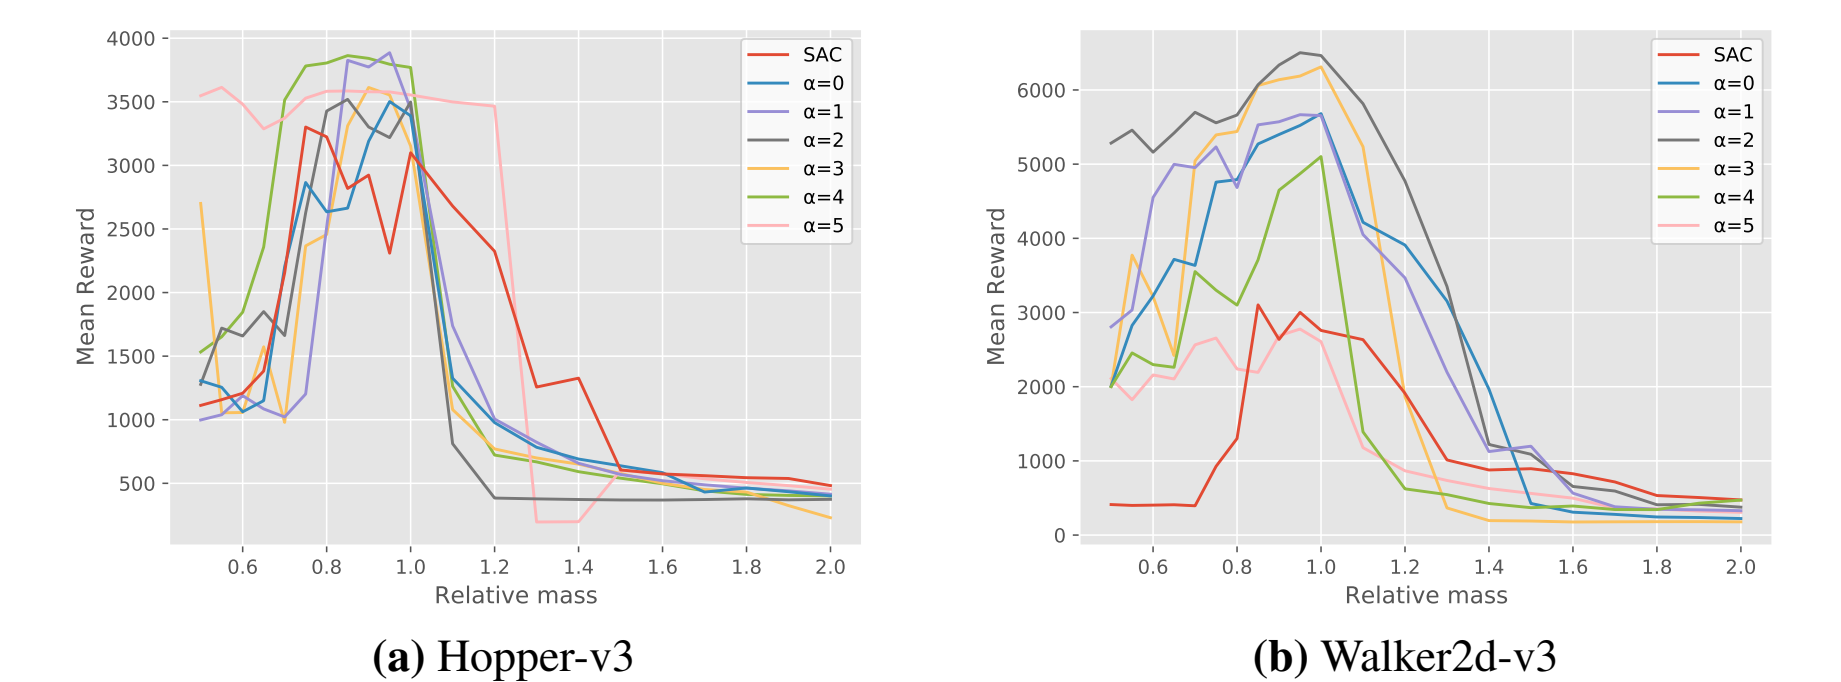 4000
3500
3000
2500
2000
1500
1000
500
Mean Reward
0.6 0.8 1.0 1.2 1.4 1.6 1.8 2.0
Relative mass
SAC
α=0
α=1
α=2
α=3
α=4
α=5
(a) Hopper-v3
6000
5000
4000
3000
2000
1000
0
Mean Reward
0.6 0.8 1.0 1.2 1.4 1.6 1.8 2.0
Relative mass
SAC
α=0
α=1
α=2
α=3
α=4
α=5
(b) Walker2d-v3